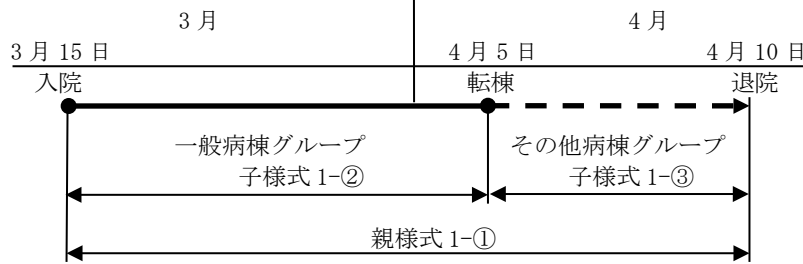 3月 4月
3月15日 4月5日 4月10日
入院 転棟 退院
一般病棟グループ その他病棟グループ
子様式1-② 子様式1-③
親様式1-①